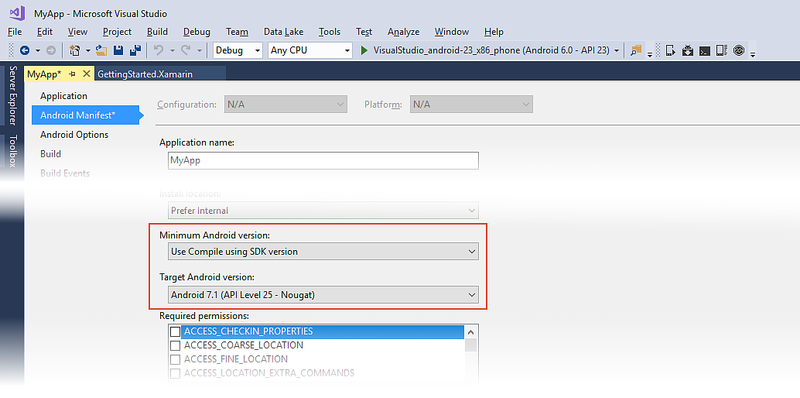 MyApp - Microsoft Visual Studio
File Edit View Project Build Debug Team Data Lake Tools Test Analyze Window Help
Debug Any CPU VisualStudio_android-23_x86_phone (Android 6.0 - API 23)
Server Explorer
Toolbox
MyApp* GettingStarted.Xamarin
Application
Android Manifest*
Android Options
Build
Build Events
Configuration: N/A Platform: N/A
Application name:
MyApp
Install location:
Prefer Internal
Minimum Android version:
Use Compile using SDK version
Target Android version:
Android 7.1 (API Level 25 - Nougat)
Required permissions:
ACCESS_CHECKIN_PROPERTIES
ACCESS_COARSE_LOCATION
ACCESS_FINE_LOCATION
ACCESS_LOCATION_EXTRA_COMMANDS